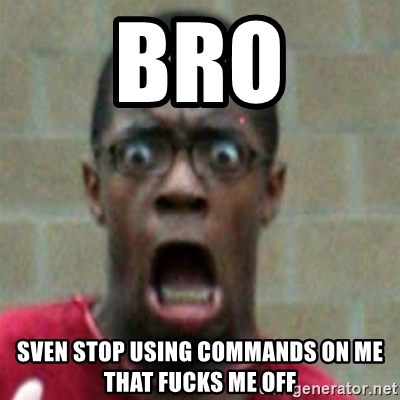 BRO
SVEN STOP USING COMMANDS ON ME
THAT FUCKS ME OFF
generator.net